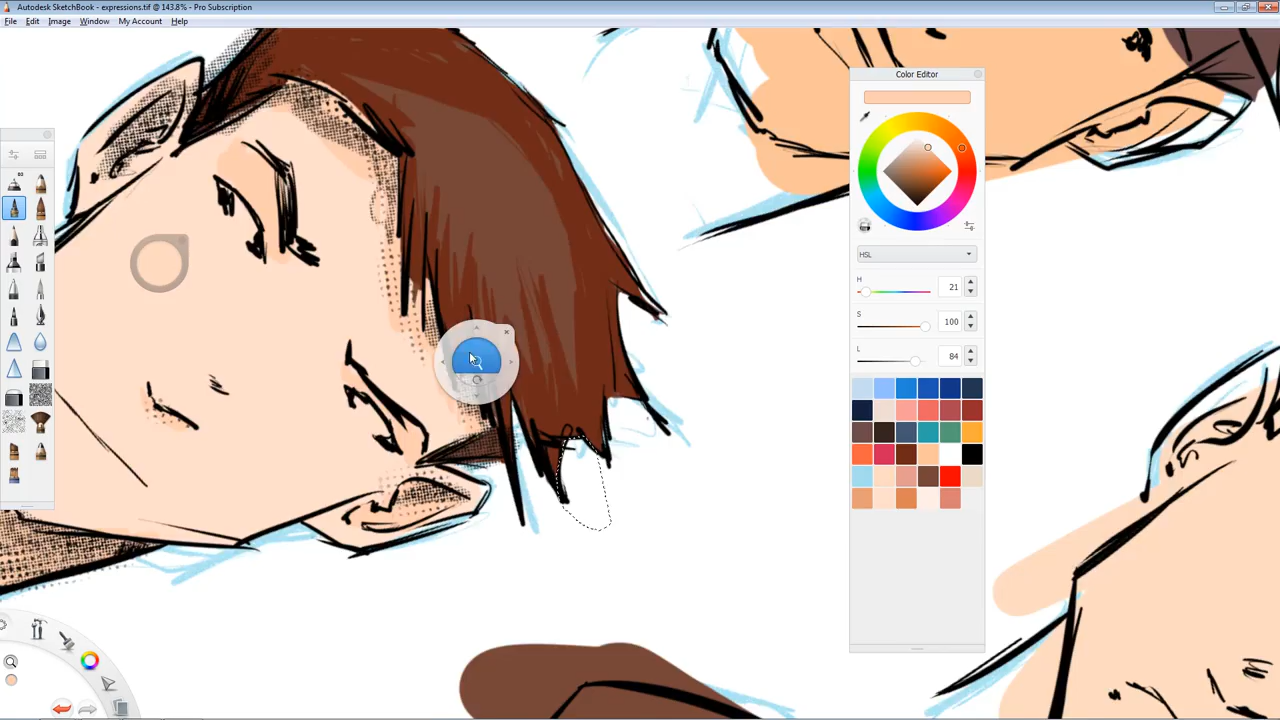 Autodesk SketchBook - expressions.tif @ 143.8% - Pro Subscription
File Edit Image Window My Account Help
Color Editor
HSL
H 21
S 100
L 84